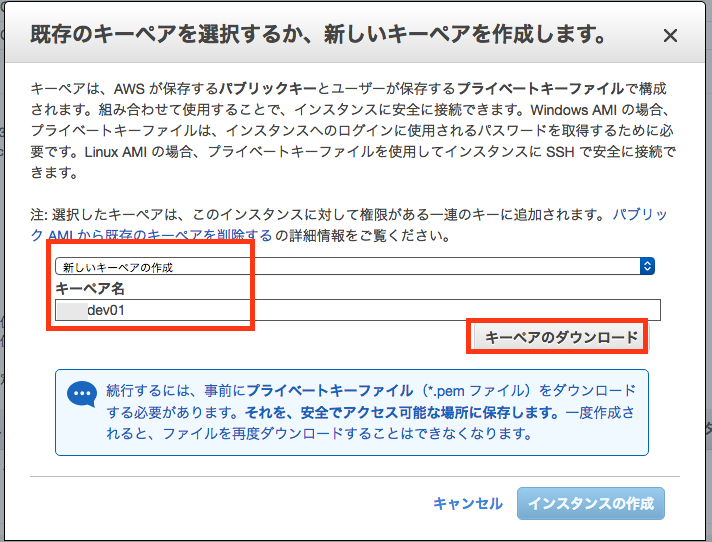 既存のキーペアを選択するか、新しいキーペアを作成します。 ×
キーペアは、AWS が保存するパブリックキーとユーザーが保存するプライベートキーファイルで構成
されます。組み合わせて使用することで、インスタンスに安全に接続できます。Windows AMI の場合、
プライベートキーファイルは、インスタンスへのログインに使用されるパスワードを取得するために必
要です。Linux AMI の場合、プライベートキーファイルを使用してインスタンスに SSH で安全に接続で
きます。
注: 選択したキーペアは、このインスタンスに対して権限がある一連のキーに追加されます。 パブリッ
ク AMI から既存のキーペアを削除する の詳細情報をご覧ください。
新しいキーペアの作成
キーペア名
dev01
キーペアのダウンロード
続行するには、事前にプライベートキーファイル（*.pem ファイル）をダウンロード
する必要があります。それを、安全でアクセス可能な場所に保存します。一度作成さ
れると、ファイルを再度ダウンロードすることはできなくなります。
キャンセル
インスタンスの作成